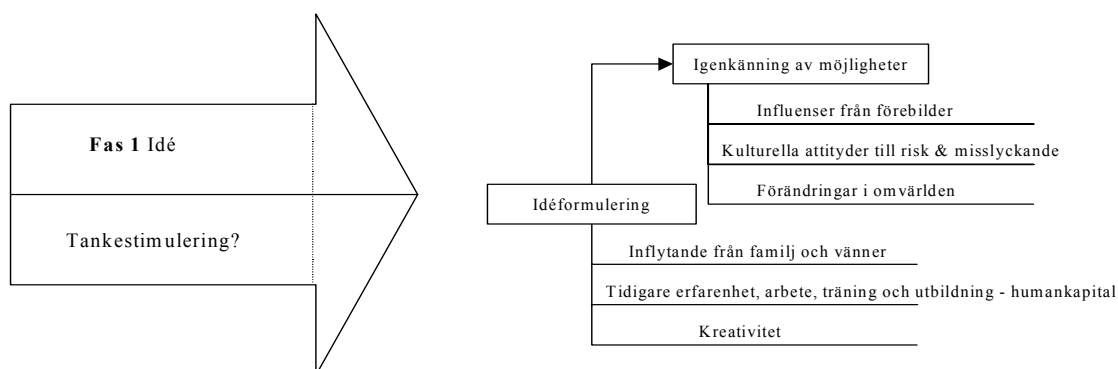 Fas 1 Idé
Tankestimulering?
Igenkänning av möjligheter
Influenser från förebilder
Kulturella attityder till risk & misslyckande
Förändringar i omvärlden
Idéformulering
Inflytande från familj och vänner
Tidigare erfarenhet, arbete, träning och utbildning - humankapital
Kreativitet